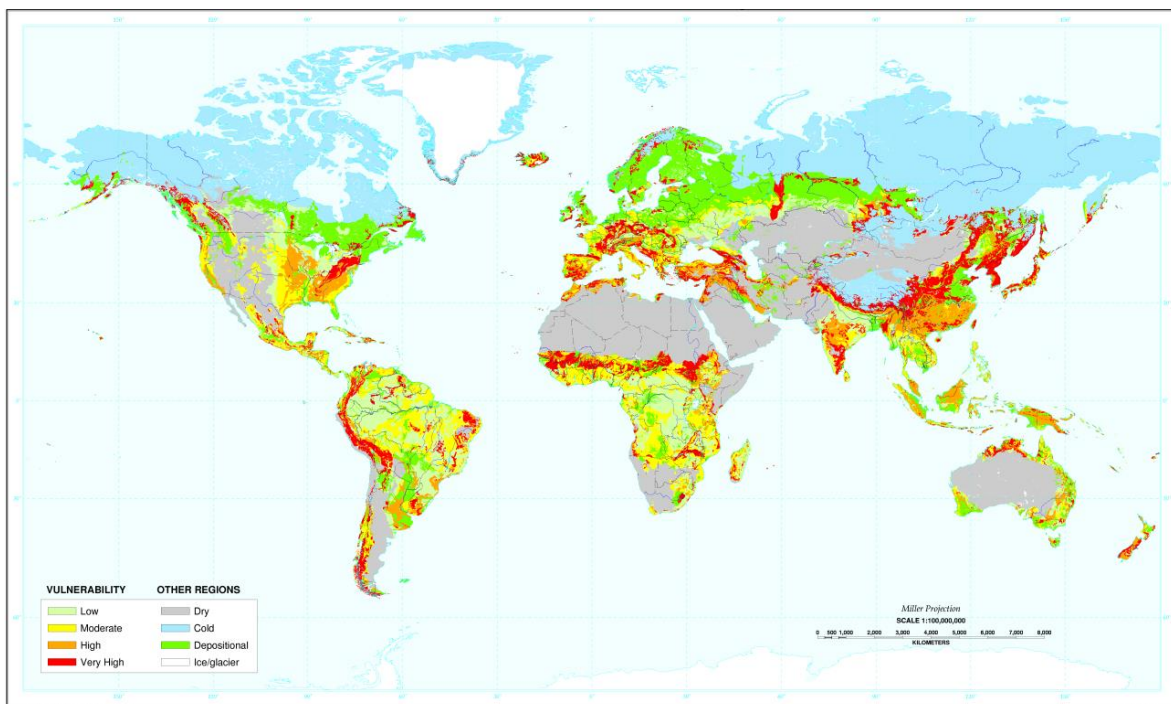 VULNERABILITY
Low
Moderate
High
Very High
OTHER REGIONS
Dry
Cold
Depositional
Ice/glacier
Miller Projection
SCALE 1:100,000,000
0 500 1,000 2,000 3,000 4,000 5,000 6,000 7,000 8,000
KILOMETERS